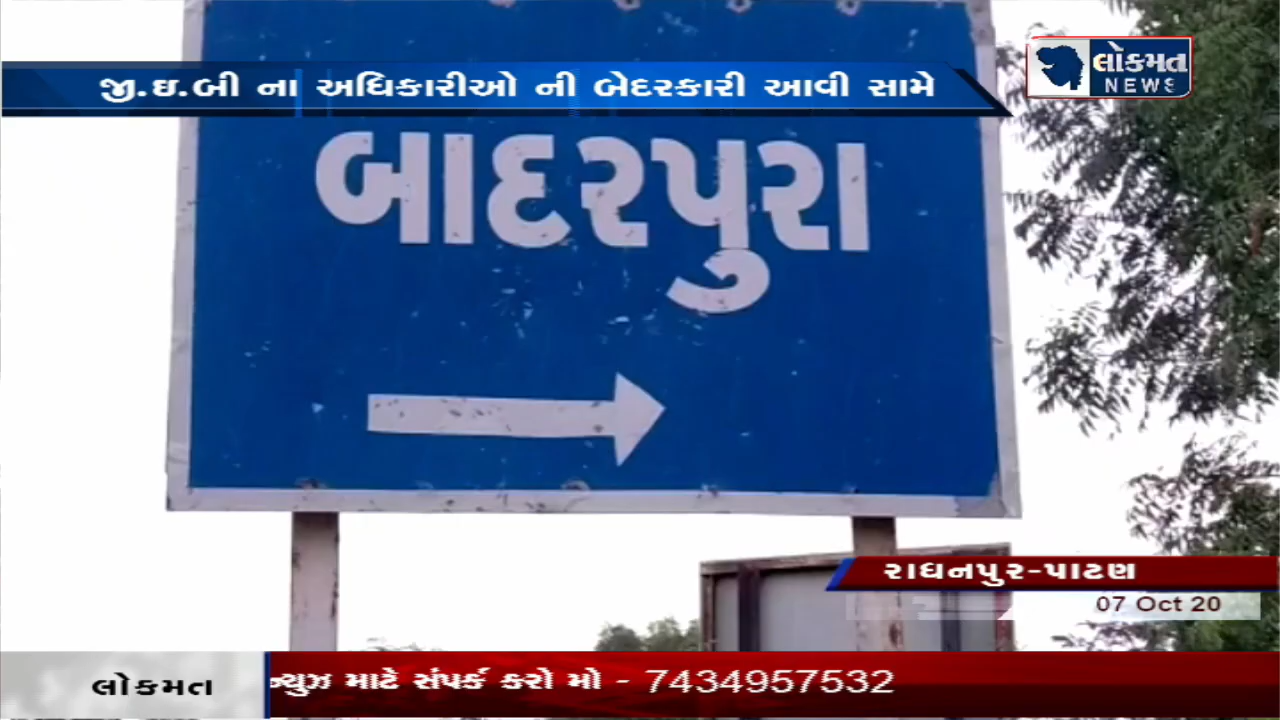 જી.ઇ.બી ના અધિકારીઓ ની બેદરકારી આવી સામે
લોકમત
NEWS
બાદરપુરા
રાધનપુર-પાટણ
07 Oct 20
લોકમત
ન્યુઝ માટે સંપર્ક કરો મો - 7434957532